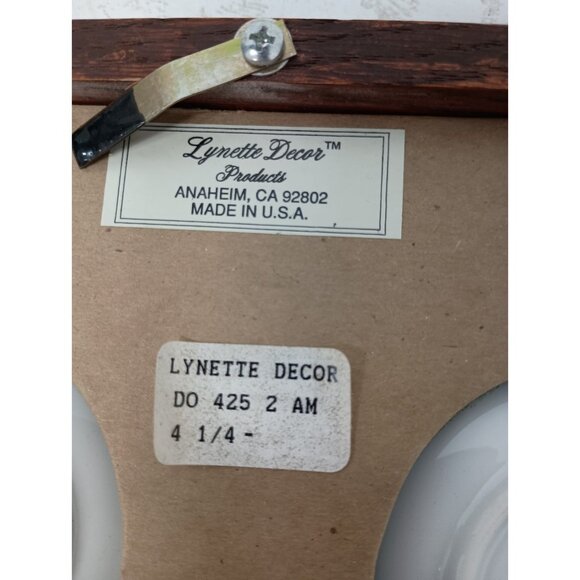 Lynette Decor™
Products
ANAHEIM, CA 92802
MADE IN U.S.A.
LYNETTE DECOR
DO 425 2 AM
4 1/4 -